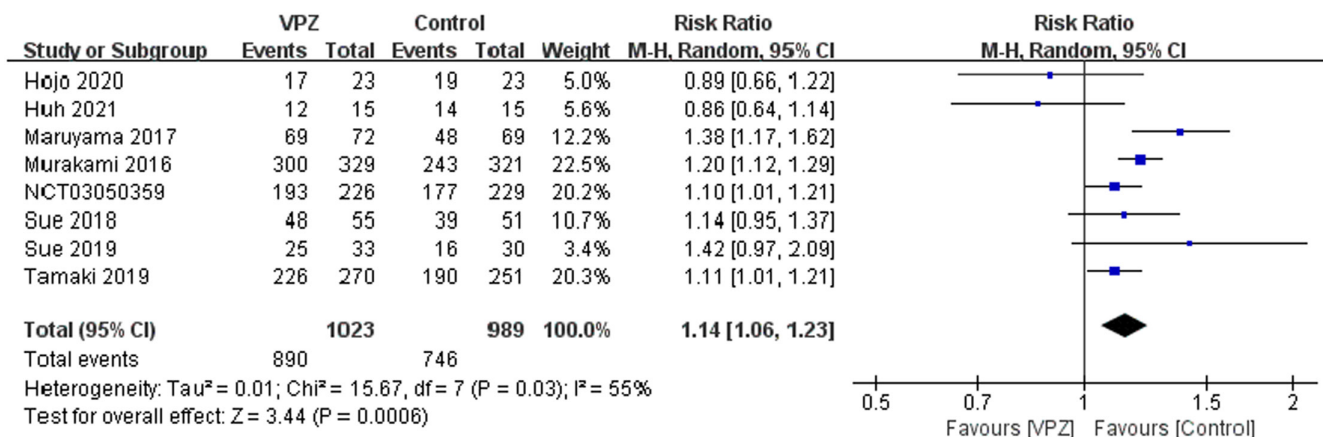 VPZ Control Risk Ratio Risk Ratio
Study or Subgroup Events Total Events Total Weight M-H, Random, 95% CI M-H, Random, 95% CI
Hojo 2020 17 23 19 23 5.0% 0.89 [0.66, 1.22]
Huh 2021 12 15 14 15 5.6% 0.86 [0.64, 1.14]
Maruyama 2017 69 72 48 69 12.2% 1.38 [1.17, 1.62]
Murakami 2016 300 329 243 321 22.5% 1.20 [1.12, 1.29]
NCT03050359 193 226 177 229 20.2% 1.10 [1.01, 1.21]
Sue 2018 48 55 39 51 10.7% 1.14 [0.95, 1.37]
Sue 2019 25 33 16 30 3.4% 1.42 [0.97, 2.09]
Tamaki 2019 226 270 190 251 20.3% 1.11 [1.01, 1.21]
Total (95% CI) 1023 989 100.0% 1.14 [1.06, 1.23]
Total events 890 746
Heterogeneity: Tau² = 0.01; Chi² = 15.67, df = 7 (P = 0.03); I² = 55%
Test for overall effect: Z = 3.44 (P = 0.0006)
0.5 0.7 1 1.5 2
Favours [VPZ] Favours [Control]